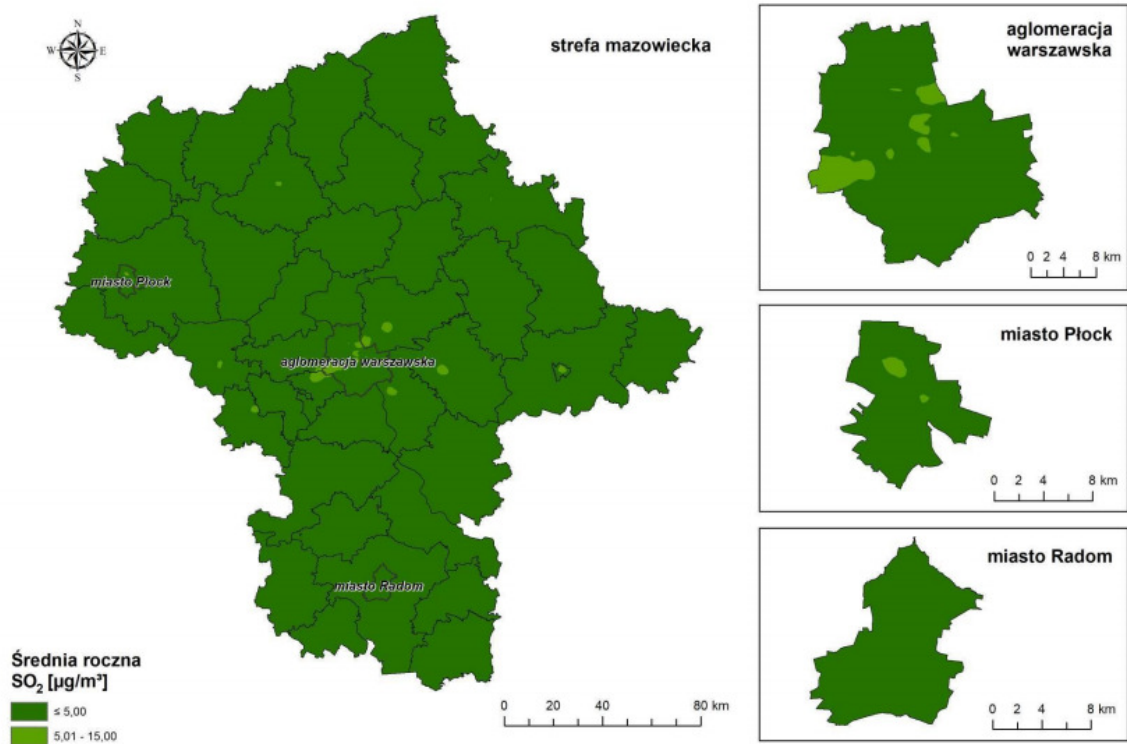 N
W E
S
strefa mazowiecka
miasto Płock
aglomeracja warszawska
miasto Radom
Średnia roczna
SO₂ [µg/m³]
≤ 5,00
5,01 - 15,00
0 20 40 60 80 km
aglomeracja
warszawska
0 2 4 8 km
miasto Płock
0 2 4 8 km
miasto Radom
0 2 4 8 km